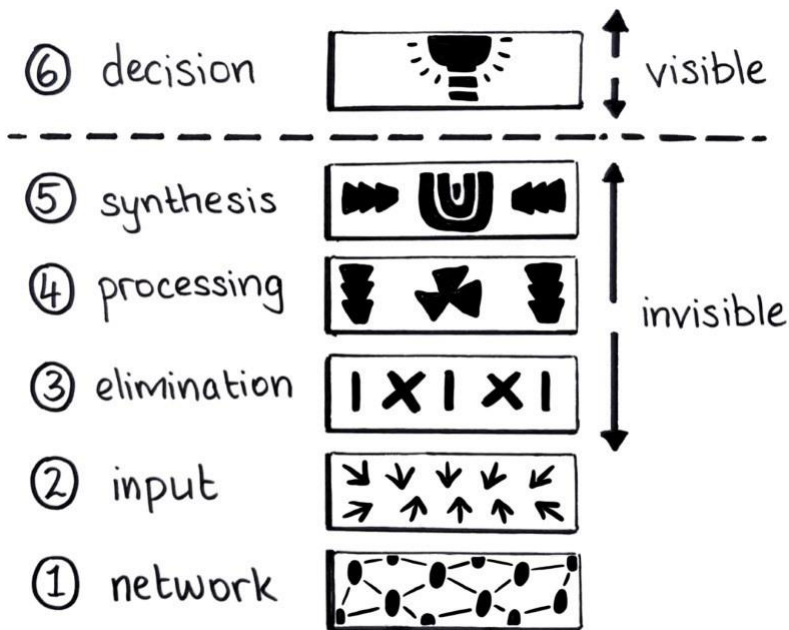 ⑥ decision
visible
⑤ synthesis
④ processing
invisible
③ elimination
② input
① network